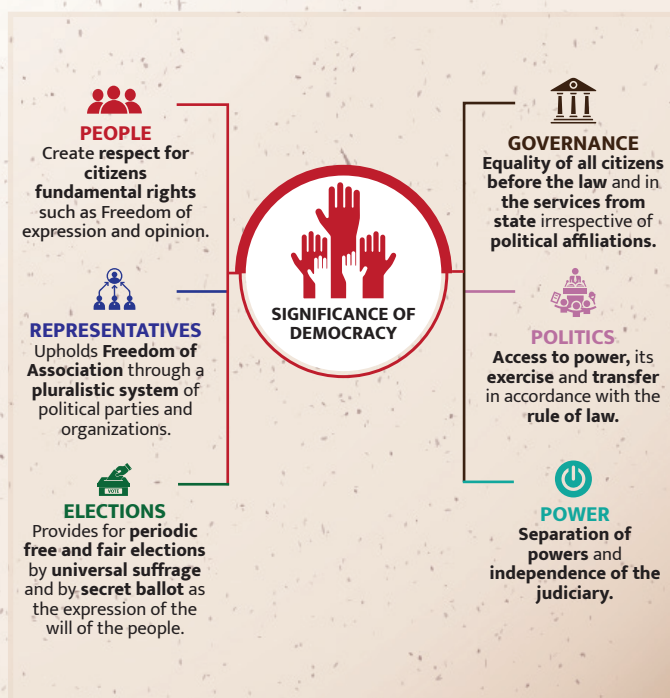 PEOPLE
Create respect for
citizens
fundamental rights
such as Freedom of
expression and opinion.
REPRESENTATIVES
Upholds Freedom of
Association through a
pluralistic system of
political parties and
organizations.
ELECTIONS
VOTE
Provides for periodic
free and fair elections
by universal suffrage
and by secret ballot as
the expression of the
will of the people.
SIGNIFICANCE OF
DEMOCRACY
GOVERNANCE
Equality of all citizens
before the law and in
the services from
state irrespective of
political affiliations.
POLITICS
Access to power, its
exercise and transfer
in accordance with the
rule of law.
POWER
Separation of
powers and
independence of the
judiciary.